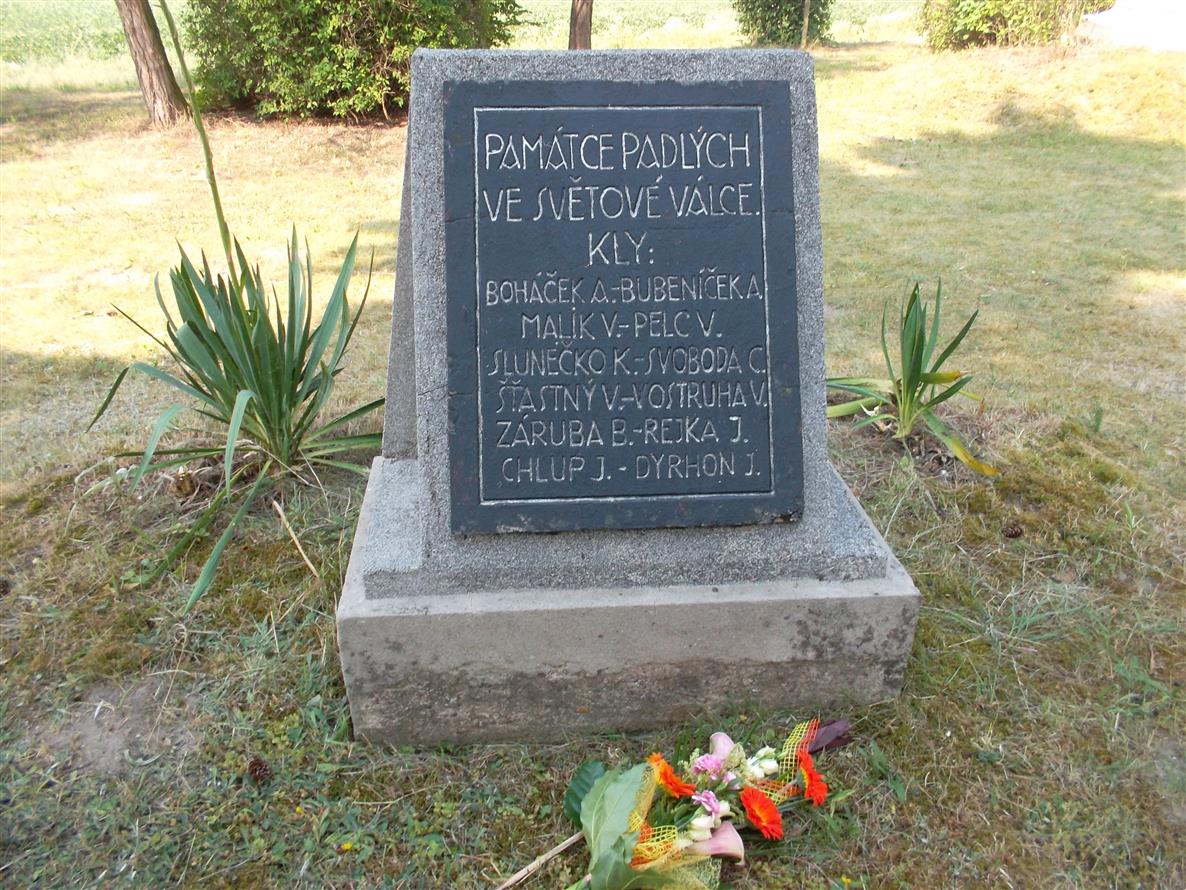 PAMÁTCE PADLÝCH
VE SVĚTOVÉ VÁLCE.
KLY:
BOHÁČEK A.-BUBENÍČEK A
MALÍK V.-PELC V.
SLUNEČKO K.-SVOBODA C.
ŠŤASTNÝ V.-VOSTRUHA V.
ZÁRUBA B.-REJKA J.
CHLUP J.-DYRHON J.